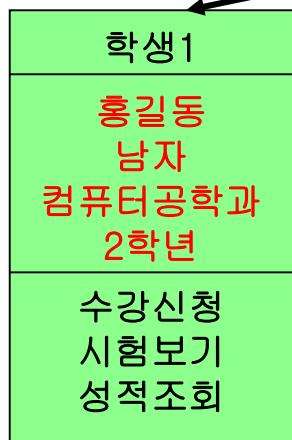 학생1
홍길동
남자
컴퓨터공학과
2학년
수강신청
시험보기
성적조회